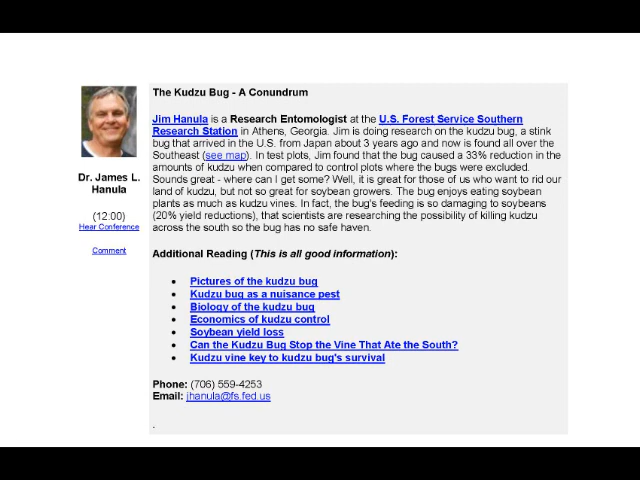 The Kudzu Bug - A Conundrum
Jim Hanula is a Research Entomologist at the U.S. Forest Service Southern
Research Station in Athens, Georgia. Jim is doing research on the kudzu bug, a stink
bug that arrived in the U.S. from Japan about 3 years ago and now is found all over the
Southeast (see map). In test plots, Jim found that the bug caused a 33% reduction in the
amounts of kudzu when compared to control plots where the bugs were excluded.
Sounds great - where can I get some? Well, it is great for those of us who want to rid our
land of kudzu, but not so great for soybean growers. The bug enjoys eating soybean
plants as much as kudzu vines. In fact, the bug's feeding is so damaging to soybeans
(20% yield reductions), that scientists are researching the possibility of killing kudzu
across the south so the bug has no safe haven.
Dr. James L.
Hanula
(12:00)
Hear Conference
Comment
Additional Reading (This is all good information):
• Pictures of the kudzu bug
• Kudzu bug as a nuisance pest
• Biology of the kudzu bug
• Economics of kudzu control
• Soybean yield loss
• Can the Kudzu Bug Stop the Vine That Ate the South?
• Kudzu vine key to kudzu bug's survival
Phone: (706) 559-4253
Email: jhanula@fs.fed.us
.